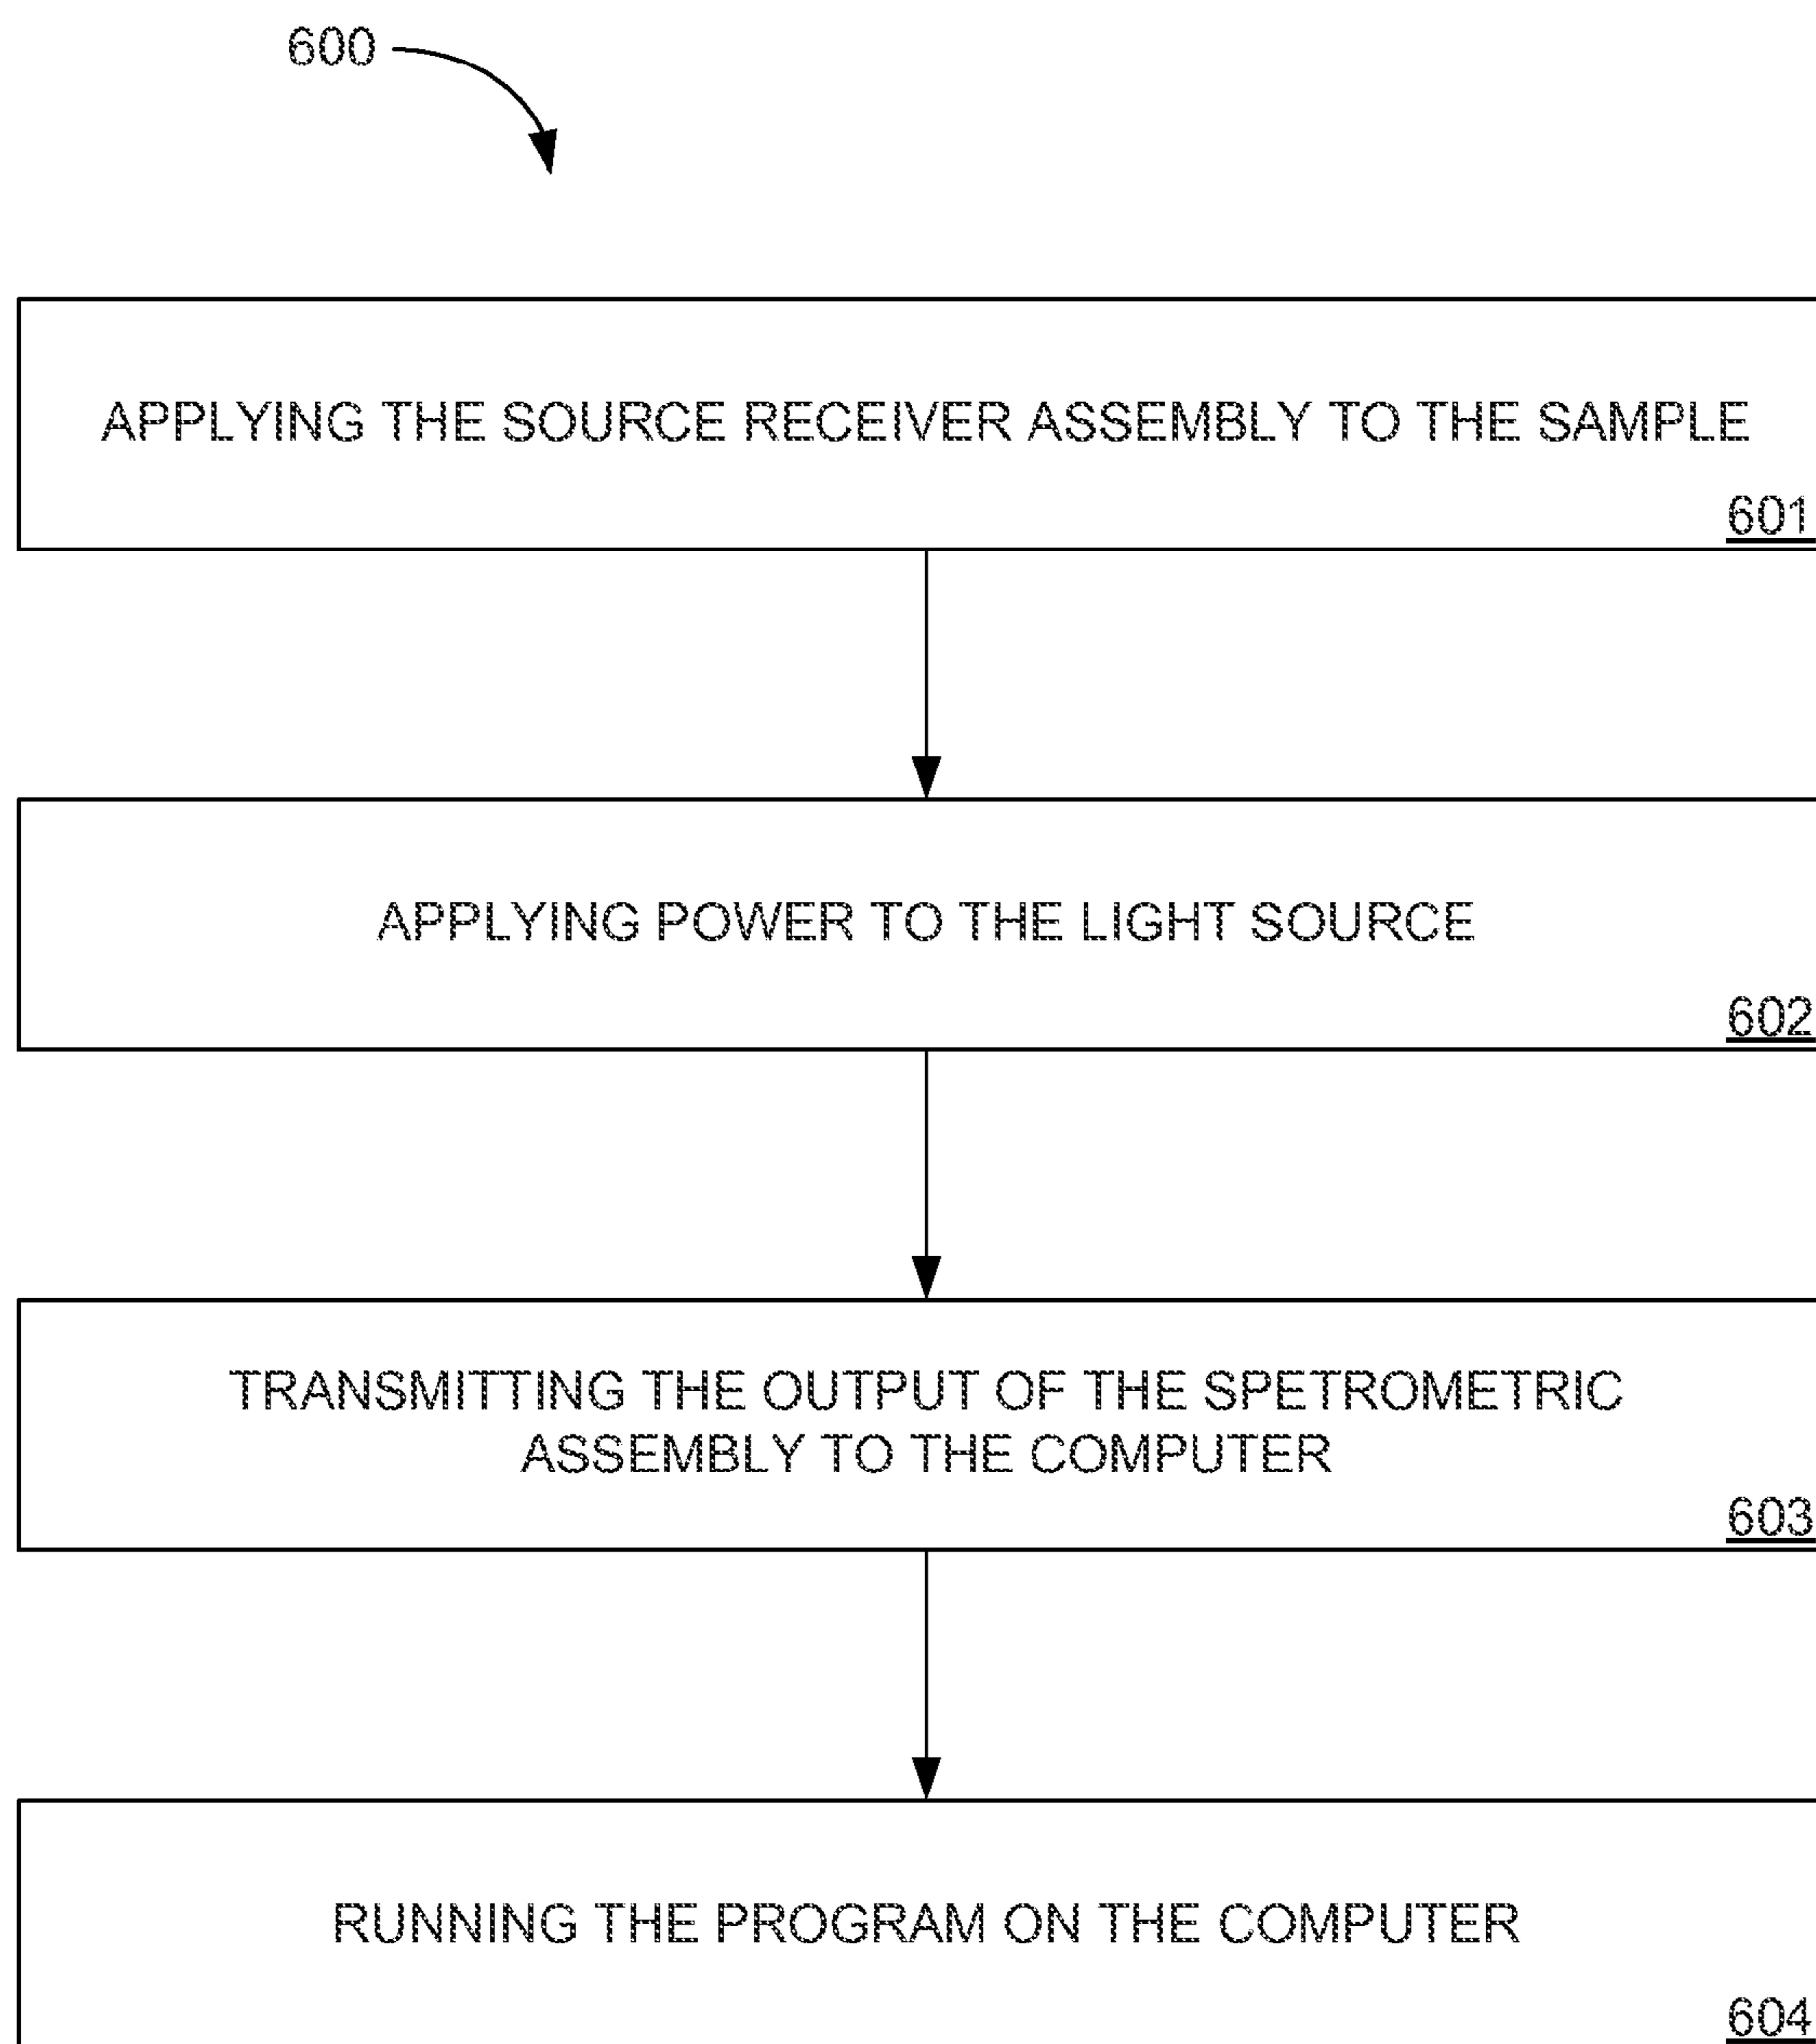 600
APPLYING THE SOURCE RECEIVER ASSEMBLY TO THE SAMPLE
601
APPLYING POWER TO THE LIGHT SOURCE
602
TRANSMITTING THE OUTPUT OF THE SPETROMETRIC
ASSEMBLY TO THE COMPUTER
603
RUNNING THE PROGRAM ON THE COMPUTER
604